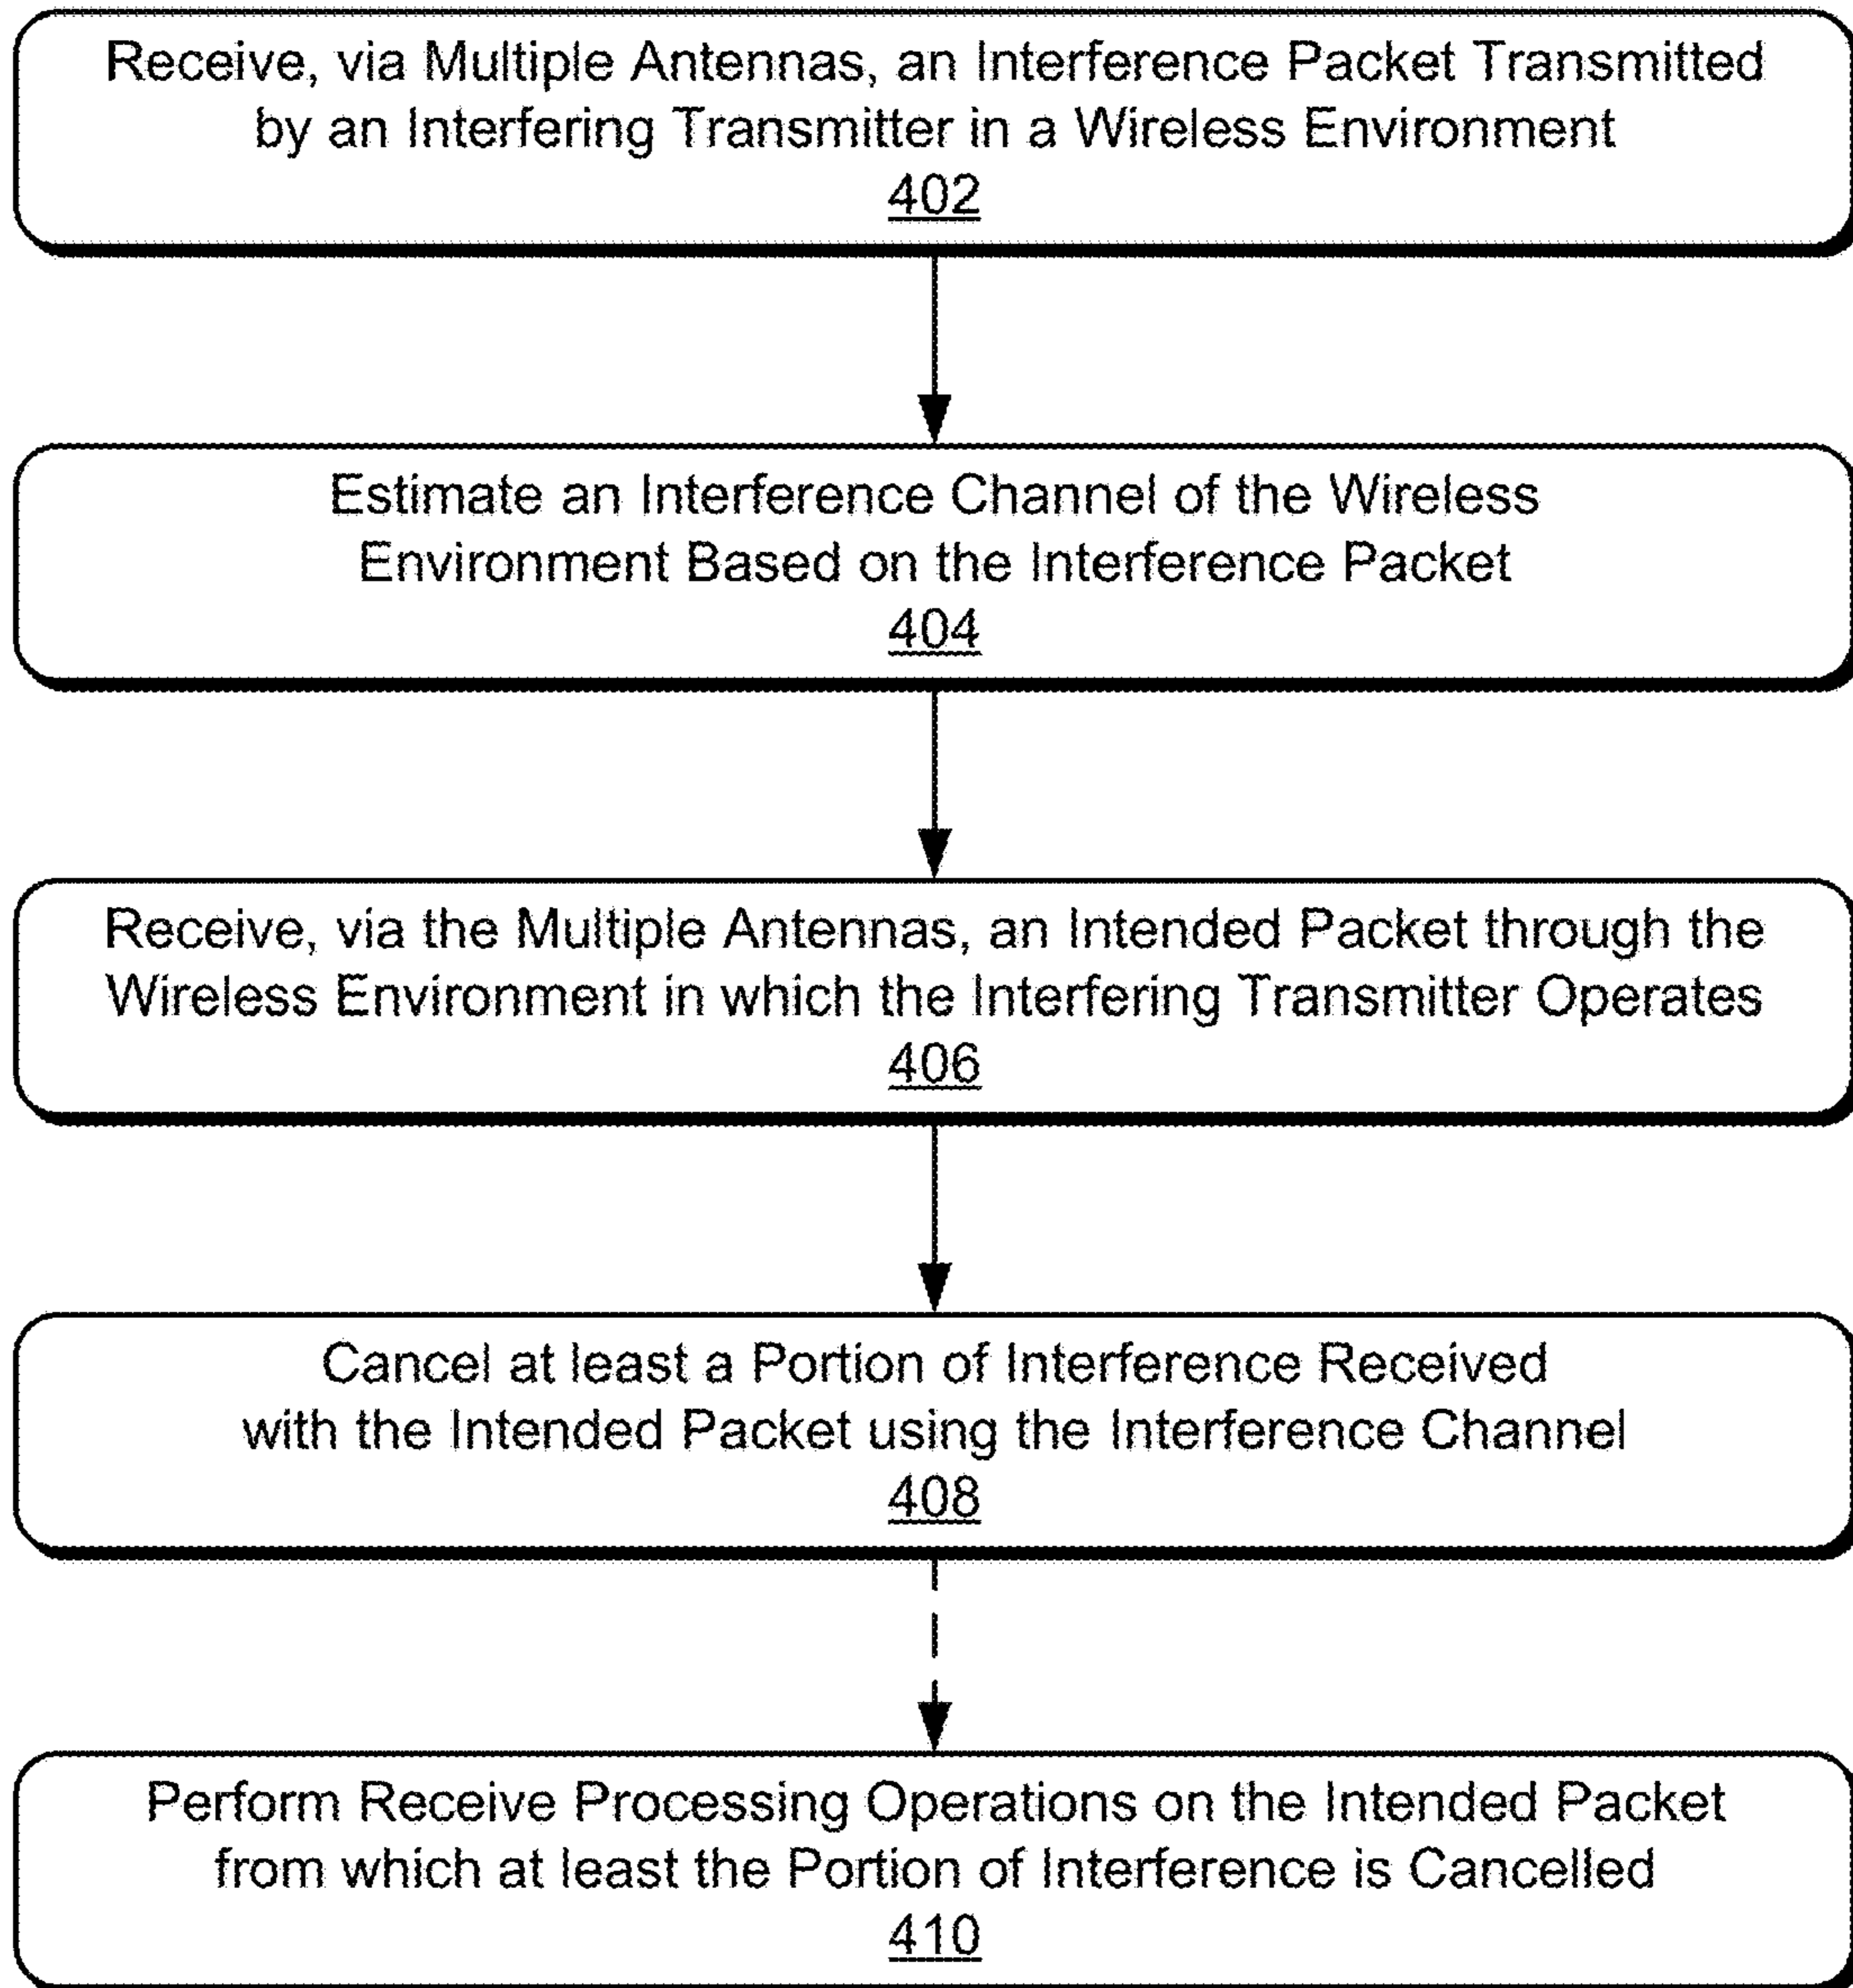 Receive, via Multiple Antennas, an Interference Packet Transmitted
by an Interfering Transmitter in a Wireless Environment
402
Estimate an Interference Channel of the Wireless
Environment Based on the Interference Packet
404
Receive, via the Multiple Antennas, an Intended Packet through the
Wireless Environment in which the Interfering Transmitter Operates
406
Cancel at least a Portion of Interference Received
with the Intended Packet using the Interference Channel
408
Perform Receive Processing Operations on the Intended Packet
from which at least the Portion of Interference is Cancelled
410